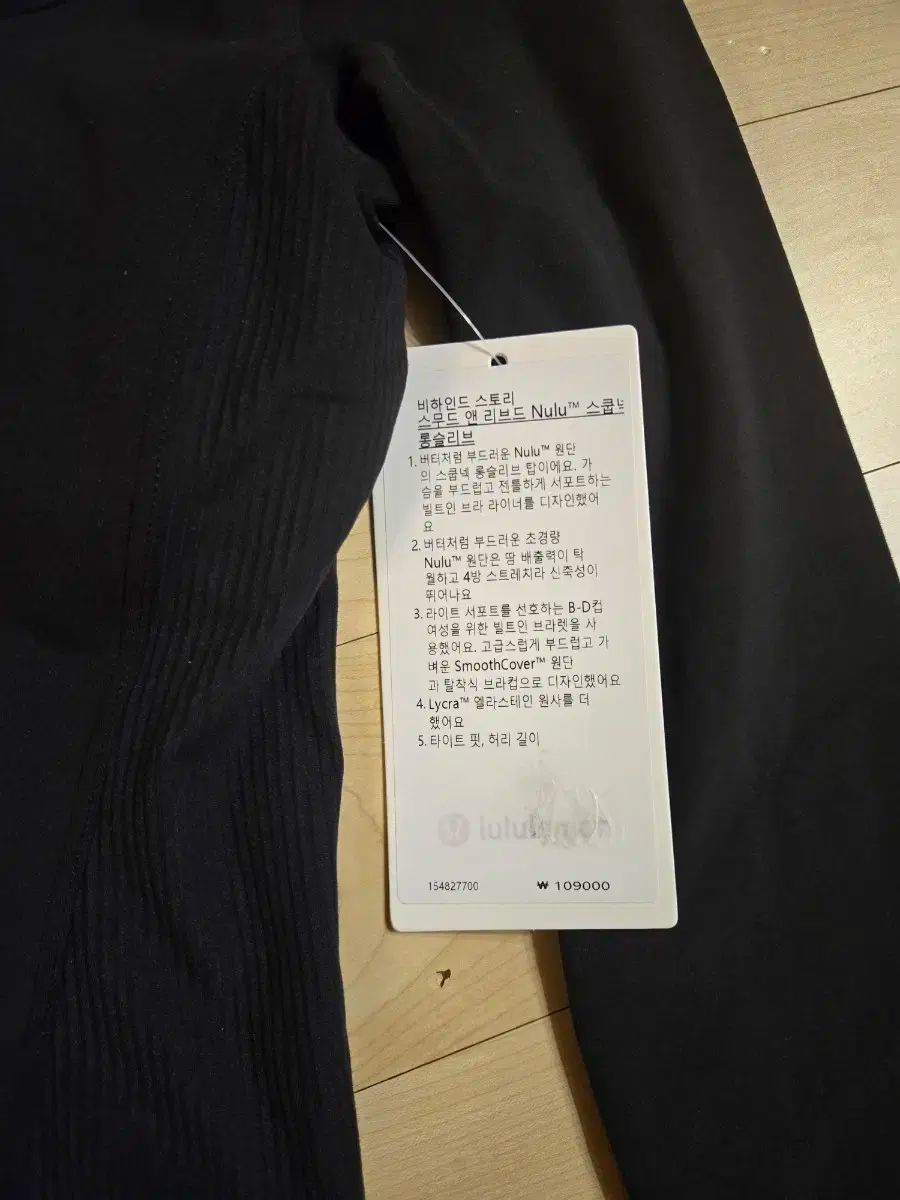 비하인드 스토리
스무드 앤 리브드 Nulu™ 스쿱넥
롱슬리브
1. 버터처럼 부드러운 Nulu™ 원단
의 스쿱넥 롱슬리브 탑이에요. 가
슴을 부드럽고 젼틀하게 서포트하는
빌트인 브라 라이너를 디자인했어
요
2. 버터처럼 부드러운 초경량
Nulu™ 원단은 땀 배출력이 탁
월하고 4방 스트레치라 신축성이
뛰어나요
3. 라이트 서포트를 선호하는 B-D컵
여성을 위한 빌트인 브라렛을 사
용했어요. 고급스럽게 부드럽고 가
벼운 SmoothCover™ 원단
과 탈착식 브라컵으로 디자인했어요
4. Lycra™ 엘라스테인 원사를 더
했어요
5. 타이트 핏, 허리 길이
lululemon
154827700 ₩ 109000